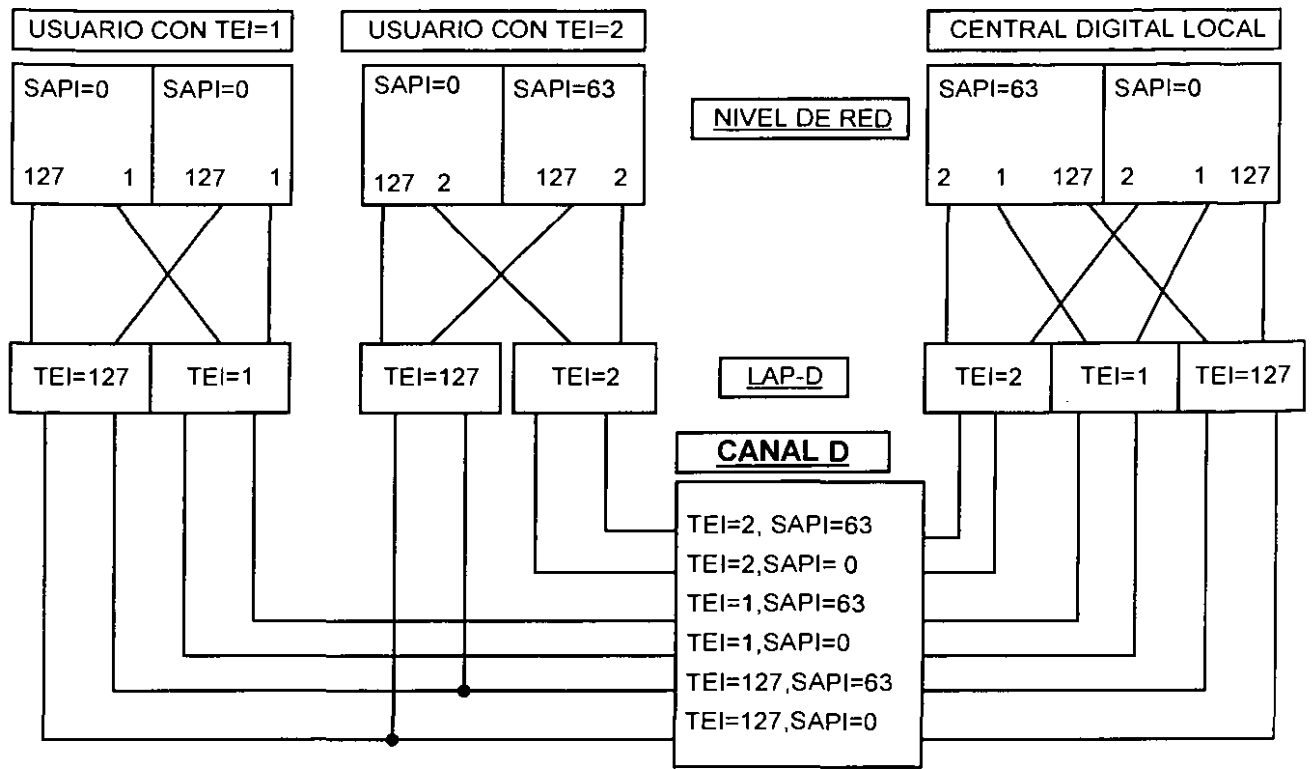 USUARIO CON TEI=1
USUARIO CON TEI=2
CENTRAL DIGITAL LOCAL
SAPI=0 SAPI=0
SAPI=0 SAPI=63
SAPI=63 SAPI=0
NIVEL DE RED
127 1 127 1
127 2 127 2
2 1 127 2 1 127
TEI=127 TEI=1
TEI=127 TEI=2
LAP-D
TEI=2 TEI=1 TEI=127
CANAL D
TEI=2, SAPI=63
TEI=2,SAPI= 0
TEI=1,SAPI=63
TEI=1,SAPI=0
TEI=127,SAPI=63
TEI=127,SAPI=0